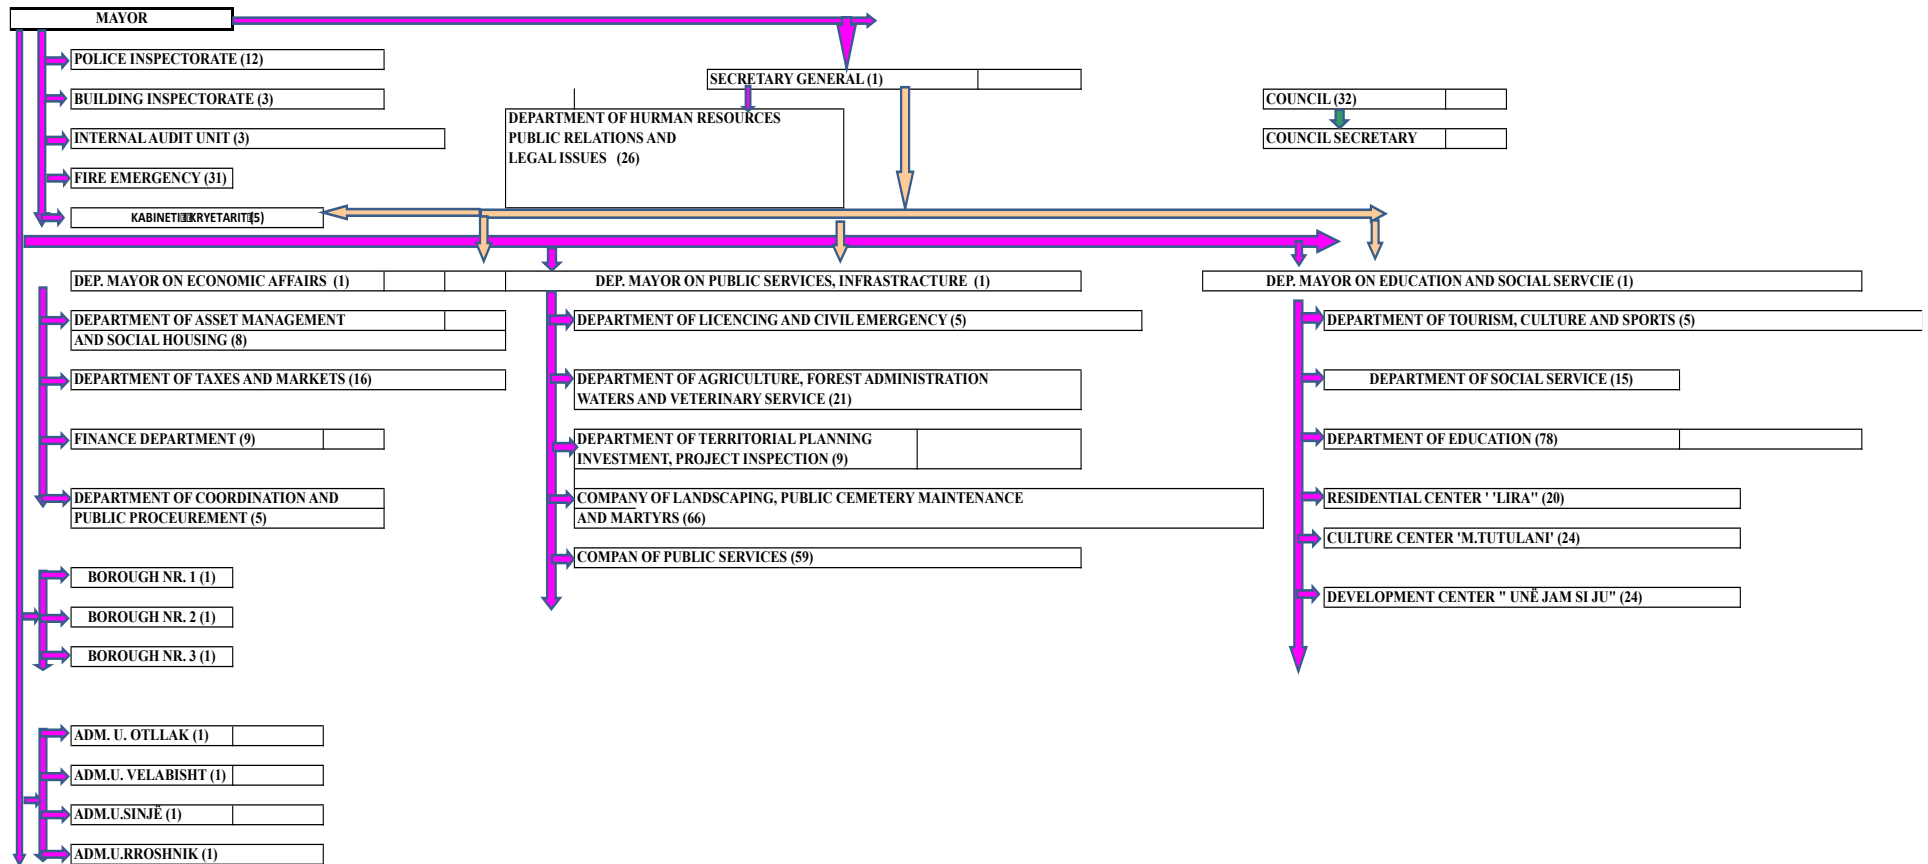 MAYOR
POLICE INSPECTORATE (12)
SECRETARY GENERAL (1)
BUILDING INSPECTORATE (3)
COUNCIL (32)
DEPARTMENT OF HURMAN RESOURCES
PUBLIC RELATIONS AND
LEGAL ISSUES (26)
INTERNAL AUDIT UNIT (3)
COUNCIL SECRETARY
FIRE EMERGENCY (31)
KABINETI KRYETARIT (5)
DEP. MAYOR ON ECONOMIC AFFAIRS (1)
DEP. MAYOR ON PUBLIC SERVICES, INFRASTRACTURE (1)
DEP. MAYOR ON EDUCATION AND SOCIAL SERVCIE (1)
DEPARTMENT OF ASSET MANAGEMENT
AND SOCIAL HOUSING (8)
DEPARTMENT OF TAXES AND MARKETS (16)
FINANCE DEPARTMENT (9)
DEPARTMENT OF COORDINATION AND
PUBLIC PROCEUREMENT (5)
DEPARTMENT OF LICENCING AND CIVIL EMERGENCY (5)
DEPARTMENT OF AGRICULTURE, FOREST ADMINISTRATION
WATERS AND VETERINARY SERVICE (21)
DEPARTMENT OF TERRITORIAL PLANNING
INVESTMENT, PROJECT INSPECTION (9)
COMPANY OF LANDSCAPING, PUBLIC CEMETERY MAINTENANCE
AND MARTYRS (66)
COMPAN OF PUBLIC SERVICES (59)
DEPARTMENT OF TOURISM, CULTURE AND SPORTS (5)
DEPARTMENT OF SOCIAL SERVICE (15)
DEPARTMENT OF EDUCATION (78)
RESIDENTIAL CENTER ' 'LIRA" (20)
CULTURE CENTER 'M.TUTULANI' (24)
DEVELOPMENT CENTER " UNË JAM SI JU" (24)
BOROUGH NR. 1 (1)
BOROUGH NR. 2 (1)
BOROUGH NR. 3 (1)
ADM. U. OTLLAK (1)
ADM.U. VELABISHT (1)
ADM.U.SINJË (1)
ADM.U.RROSHNIK (1)